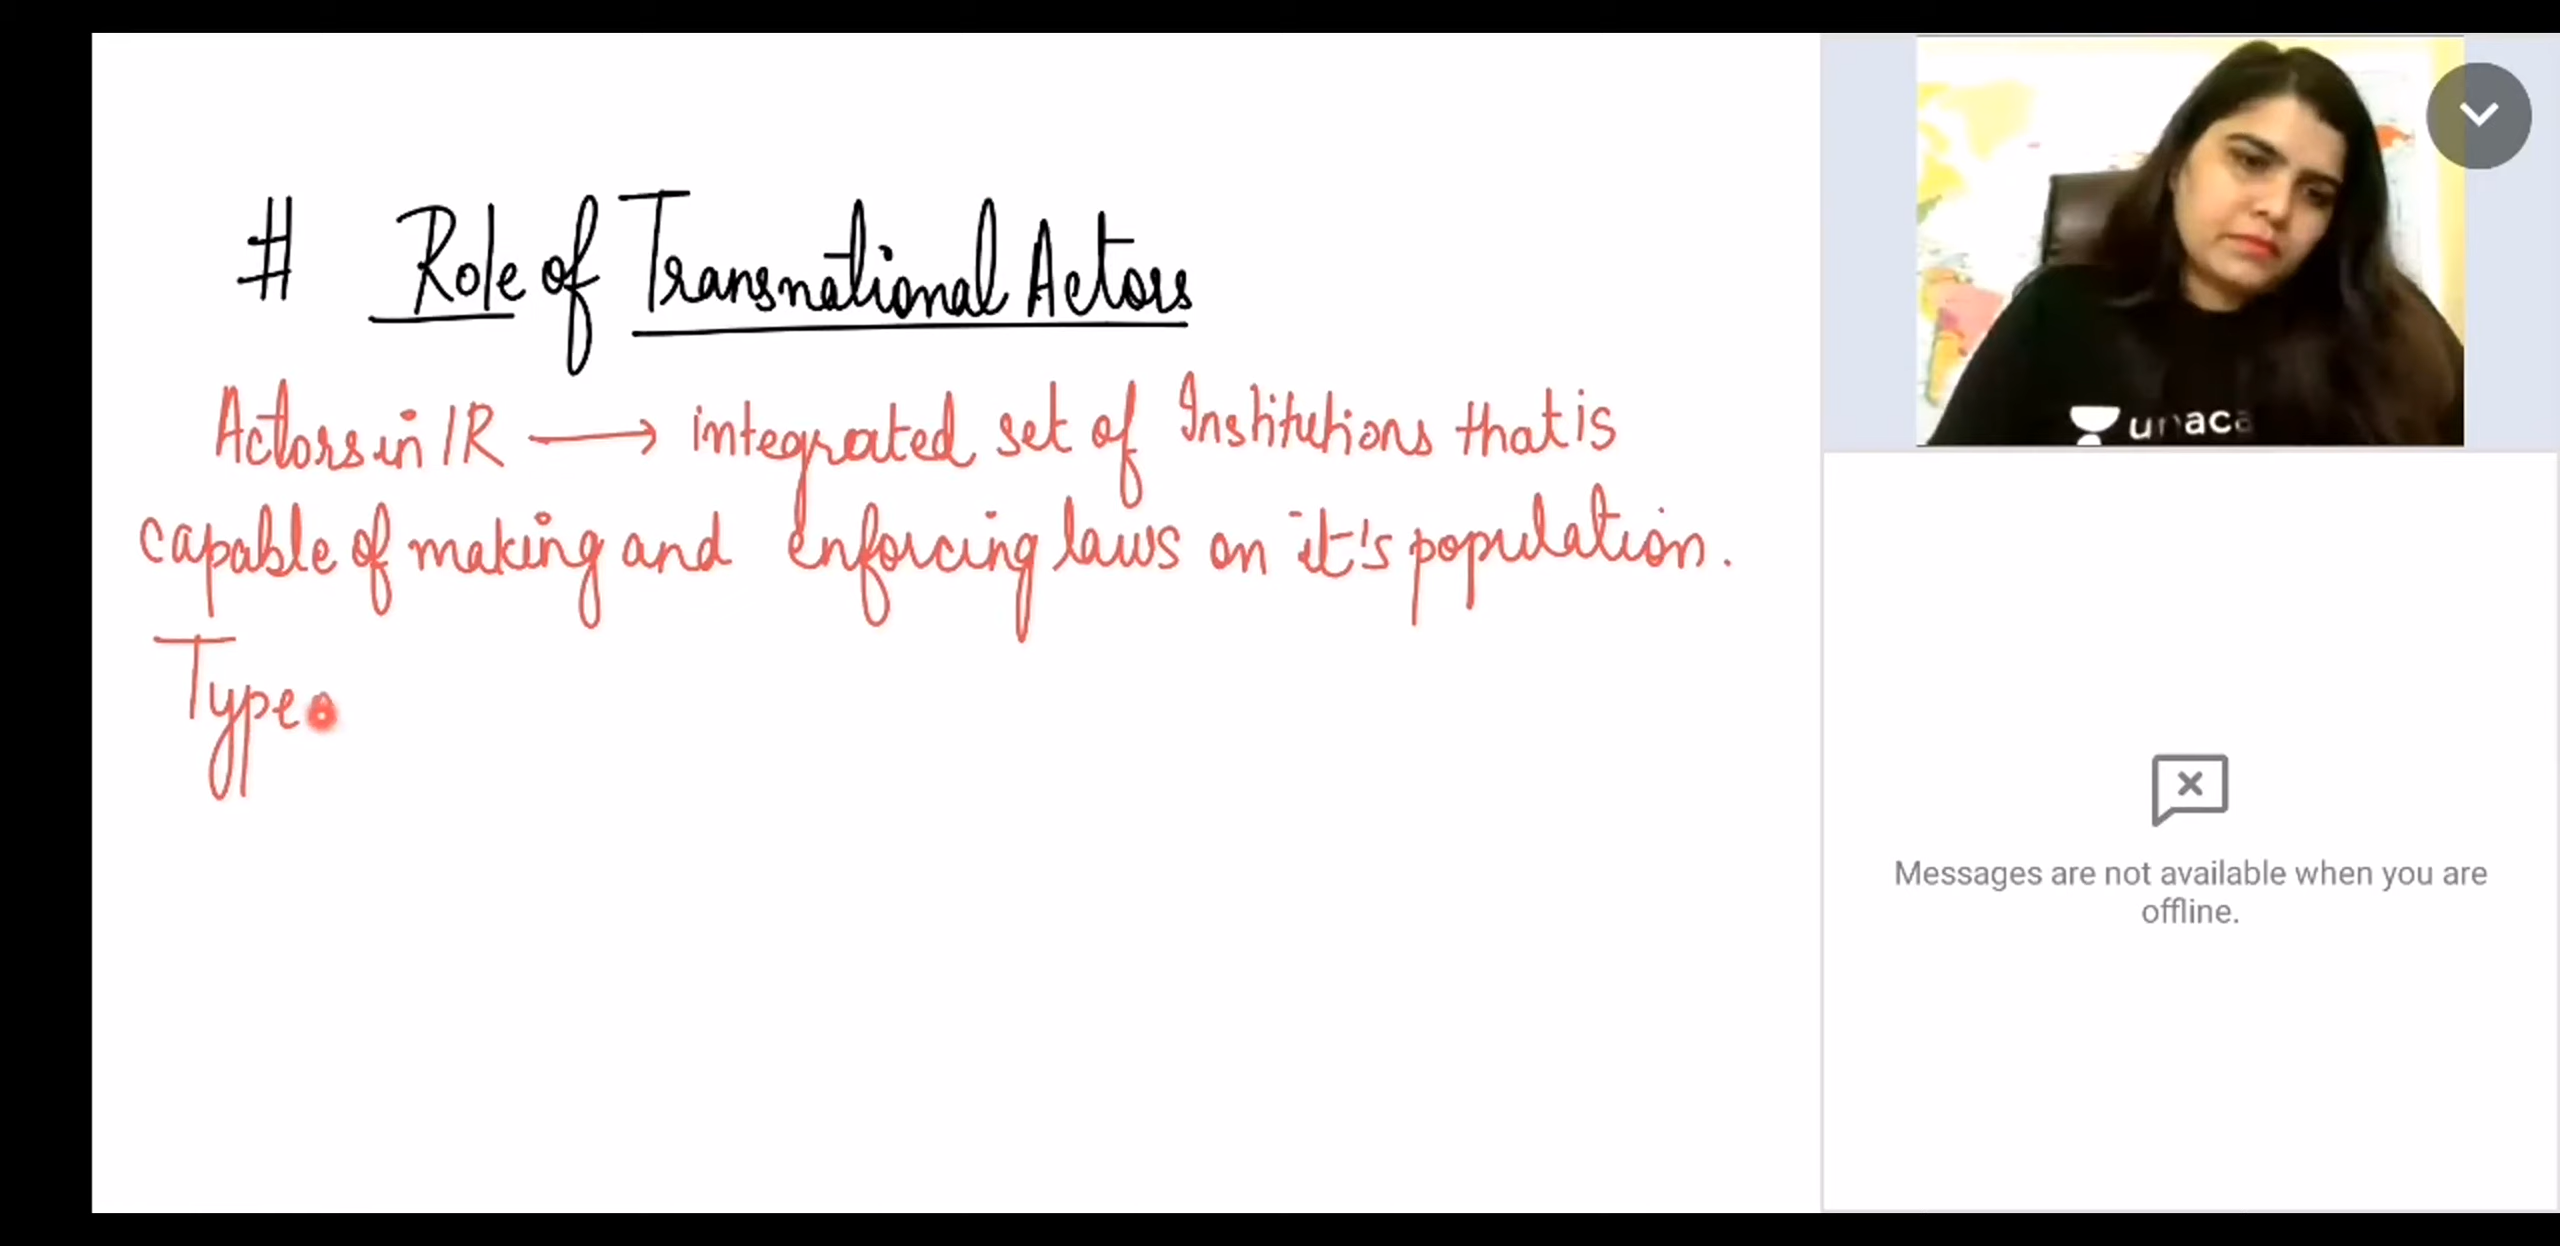 # Role of Transnational Actors
Actors in IR → integrated set of Institutions that is
capable of making and enforcing laws on it's population.
Type
unaca
Messages are not available when you are
offline.